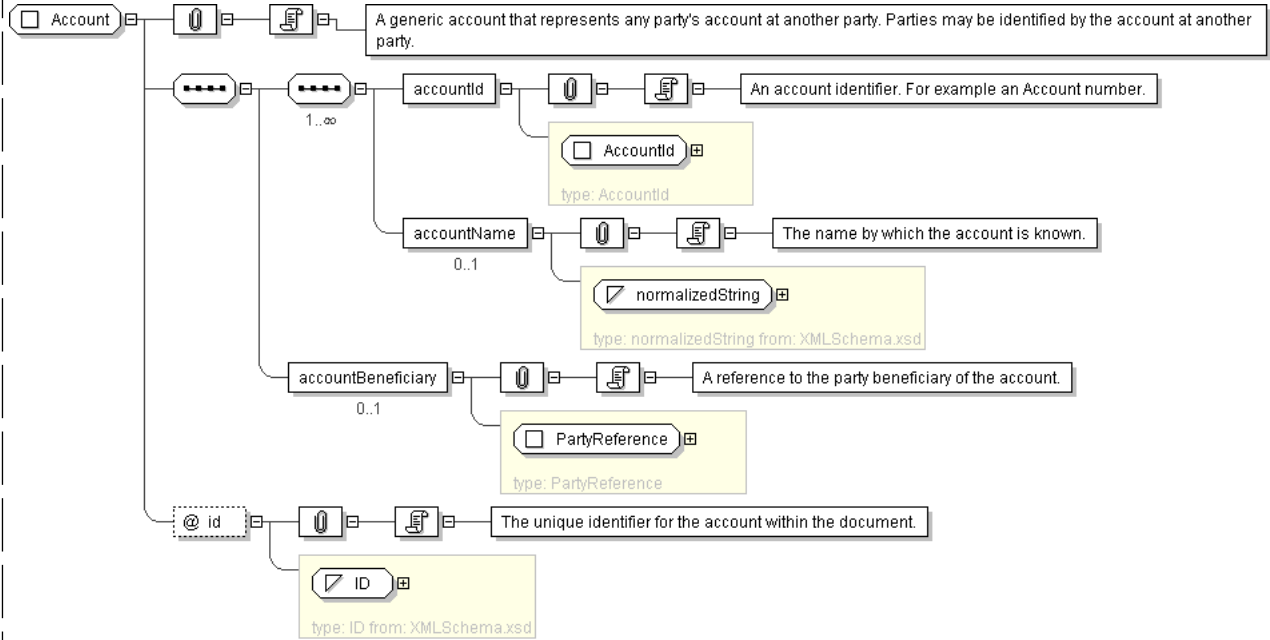 Account
A generic account that represents any party's account at another party. Parties may be identified by the account at another
party.
accountId
An account identifier. For example an Account number.
1..∞
AccountId
type: AccountId
accountName
The name by which the account is known.
0..1
normalizedString
type: normalizedString from: XMLSchema.xsd
accountBeneficiary
A reference to the party beneficiary of the account.
0..1
PartyReference
type: PartyReference
@ id
The unique identifier for the account within the document.
ID
type: ID from: XMLSchema.xsd